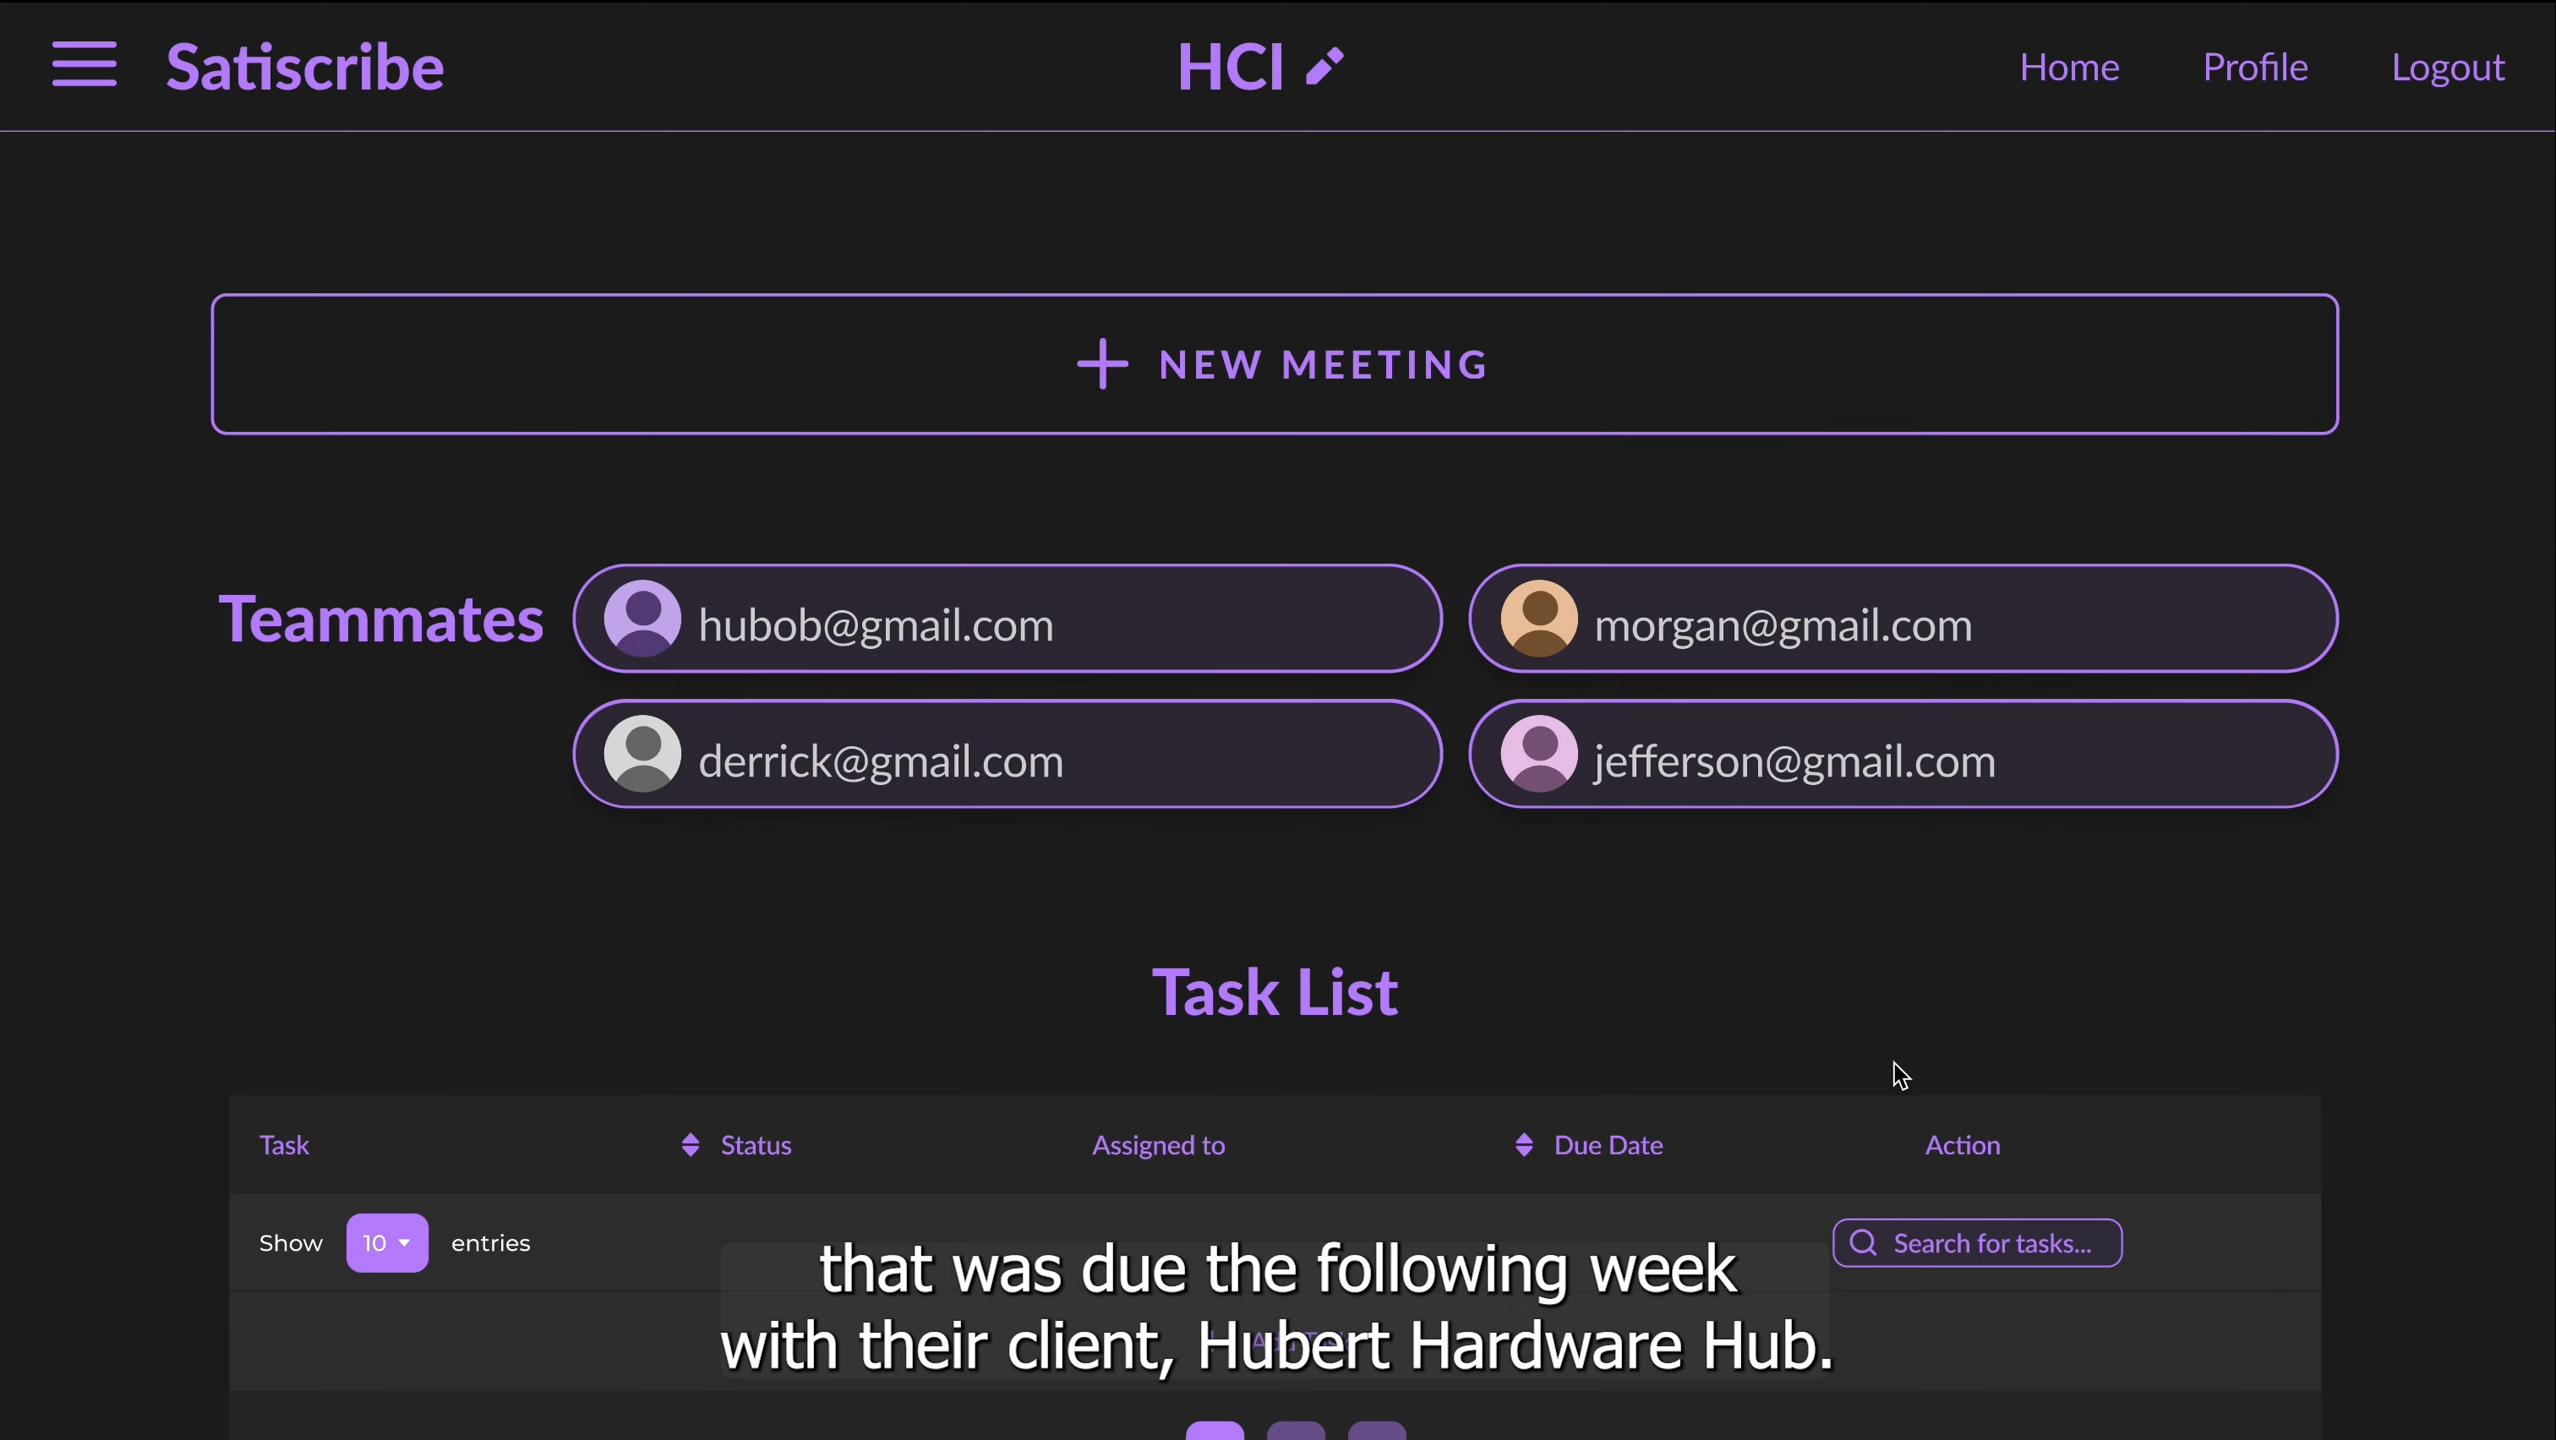 Satiscribe
HCI
Home
Profile
Logout
NEW MEETING
Teammates
hubob@gmail.com
morgan@gmail.com
derrick@gmail.com
jefferson@gmail.com
Task List
Task
Status
Assigned to
Due Date
Action
Show
10
entries
Search for tasks...
that was due the following week
with their client, Hubert Hardware Hub.